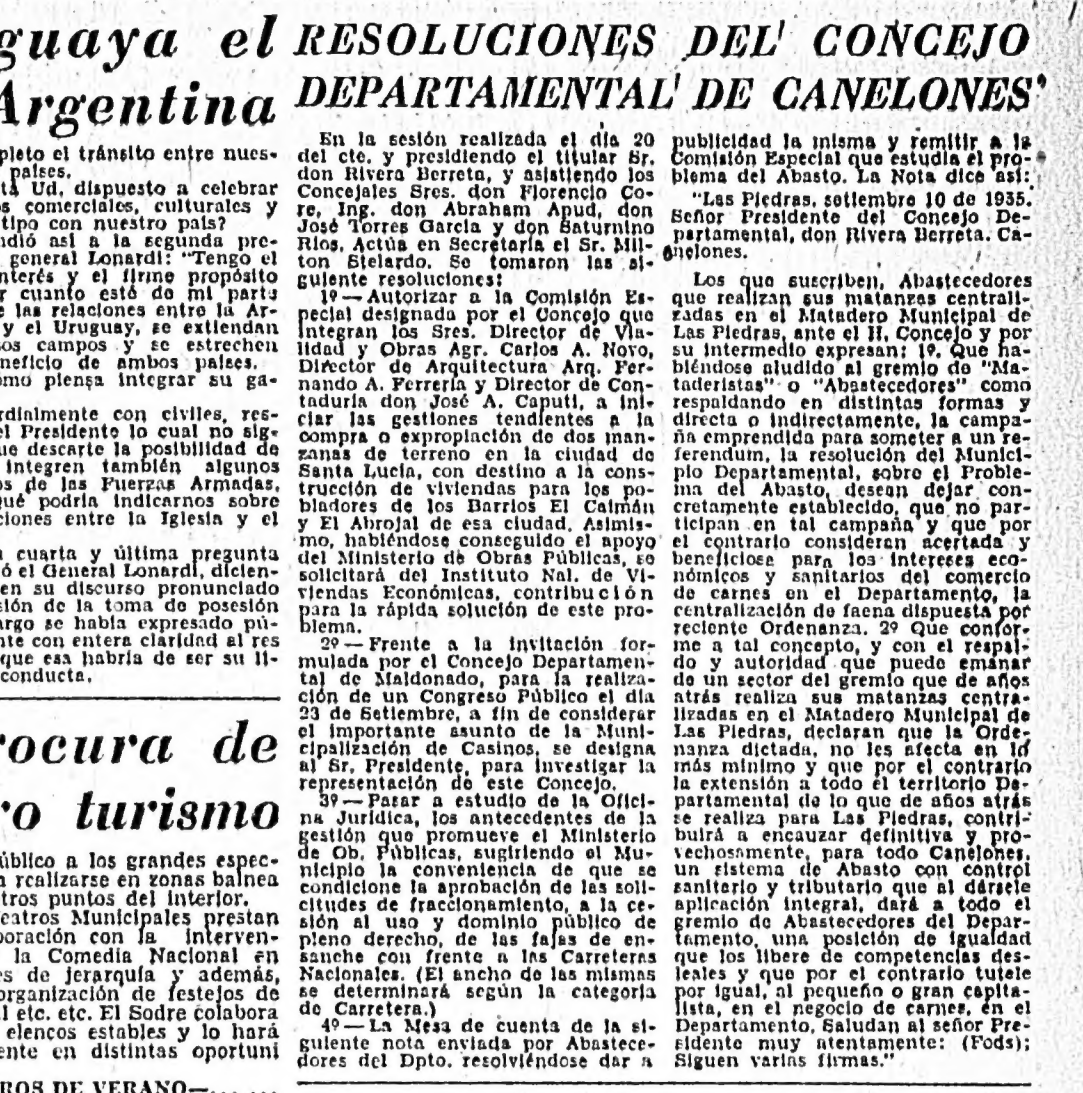 guaya el
Argentina
pleto el tránsito entre nues-
países.
tá Ud. dispuesto a celebrar
s comerciales, culturales y
tipo con nuestro país?
ndió así a la segunda pre-
general Lonardi: "Tengo el
nterés y el firme propósito
r cuanto esté de mi parte
e las relaciones entre la Ar-
y el Uruguay, se extiendan
sos campos y se estrechen
neficio de ambos países.
omo piensa integrar su ga-
rdialmente con civiles, res-
el Presidente lo cual no sig-
ue descarte la posibilidad de
integren también algunos
os de las Fuerzas Armadas.
qué podría indicarnos sobre
ciones entre la Iglesia y el
a cuarta y última pregunta
ó el General Lonardi, dicien-
en su discurso pronunciado
sión de la toma de posesión
argo se había expresado pú-
nte con entera claridad al res
que esa habría de ser su lí-
conducta.
rocura de
ro turismo
úblico a los grandes espec-
a realizarse en zonas balnea
tros puntos del interior.
eatros Municipales prestan
boración con la interven-
la Comedia Nacional en
es de jerarquía y además,
organización de festejos de
l etc. etc. El Sodre colabora
elencos estables y lo hará
ente en distintas oportuni
ROS DE VERANO—......
RESOLUCIONES DEL CONCEJO
DEPARTAMENTAL DE CANELONES
En la sesión realizada el día 20
del cte. y presidiendo el titular Sr.
don Rivera Berreta, y asistiendo los
Concejales Sres. don Florencio Co-
re, Ing. don Abraham Apud, don
José Torres García y don Saturnino
Ríos. Actúa en Secretaría el Sr. Mil-
ton Stelardo. Se tomaron las si-
guiente resoluciones:
1º—Autorizar a la Comisión Es-
pecial designada por el Concejo que
integran los Sres. Director de Via-
lidad y Obras Agr. Carlos A. Novo,
Director de Arquitectura Arq. Fer-
nando A. Ferrería y Director de Con-
taduría don José A. Caputi, a ini-
ciar las gestiones tendientes a la
compra o expropiación de dos man-
zanas de terreno en la ciudad de
Santa Lucía, con destino a la cons-
trucción de viviendas para los po-
bladores de los Barrios El Caimán
y El Abrojal de esa ciudad. Asimis-
mo, habiéndose conseguido el apoyo
del Ministerio de Obras Públicas, se
solicitará del Instituto Nal. de Vi-
viendas Económicas, contribución
para la rápida solución de este pro-
blema.
2º—Frente a la invitación for-
mulada por el Concejo Departamen-
tal de Maldonado, para la realiza-
ción de un Congreso Público el día
23 de Setiembre, a fin de considerar
el importante asunto de la Muni-
cipalización de Casinos, se designa
al Sr. Presidente, para investigar la
representación de este Concejo.
3º—Pasar a estudio de la Ofici-
na Jurídica, los antecedentes de la
gestión que promueve el Ministerio
de Ob. Públicas, sugiriendo el Mu-
nicipio la conveniencia de que se
condicione la aprobación de las soli-
citudes de fraccionamiento, a la ce-
sión al uso y dominio público de
pleno derecho, de las fajas de en-
sanche con frente a las Carreteras
Nacionales. (El ancho de las mismas
se determinará según la categoría
de Carretera.)
4º—La Mesa de cuenta de la si-
guiente nota enviada por Abastece-
dores del Dpto. resolviéndose dar a
publicidad la misma y remitir a la
Comisión Especial que estudia el pro-
blema del Abasto. La Nota dice así:
"Las Piedras, setiembre 10 de 1955.
Señor Presidente del Concejo De-
partamental, don Rivera Berreta. Ca-
nelones.
Los que suscriben, Abastecedores
que realizan sus matanzas centrali-
zadas en el Matadero Municipal de
Las Piedras, ante el H. Concejo y por
su intermedio expresan: 1º. Que ha-
biéndose aludido al gremio de "Ma-
taderistas" o "Abastecedores" como
respaldando en distintas formas y
directa o indirectamente, la campa-
ña emprendida para someter a un re-
ferendum, la resolución del Munici-
pio Departamental, sobre el Proble-
ma del Abasto, desean dejar con-
cretamente establecido, que no par-
ticipan en tal campaña y que por
el contrario consideran acertada y
beneficiosa para los intereses eco-
nómicos y sanitarios del comercio
de carnes en el Departamento, la
centralización de faena dispuesta por
reciente Ordenanza. 2º Que confor-
me a tal concepto, y con el respal-
do y autoridad que puede emanar
de un sector del gremio que de años
atrás realiza sus matanzas centra-
lizadas en el Matadero Municipal de
Las Piedras, declaran que la Orde-
nanza dictada, no les afecta en lo
más mínimo y que por el contrario
la extensión a todo el territorio De-
partamental de lo que de años atrás
se realiza para Las Piedras, contri-
buirá a encauzar definitiva y pro-
vechosamente, para todo Canelones,
un sistema de Abasto con control
sanitario y tributario que al dársele
aplicación integral, dará a todo el
gremio de Abastecedores del Depar-
tamento, una posición de igualdad
que los libere de competencias des-
leales y que por el contrario tutele
por igual, al pequeño o gran capita-
lista, en el negocio de carnes, en el
Departamento. Saludan al señor Pre-
sidente muy atentamente: (Fods);
Siguen varias firmas."